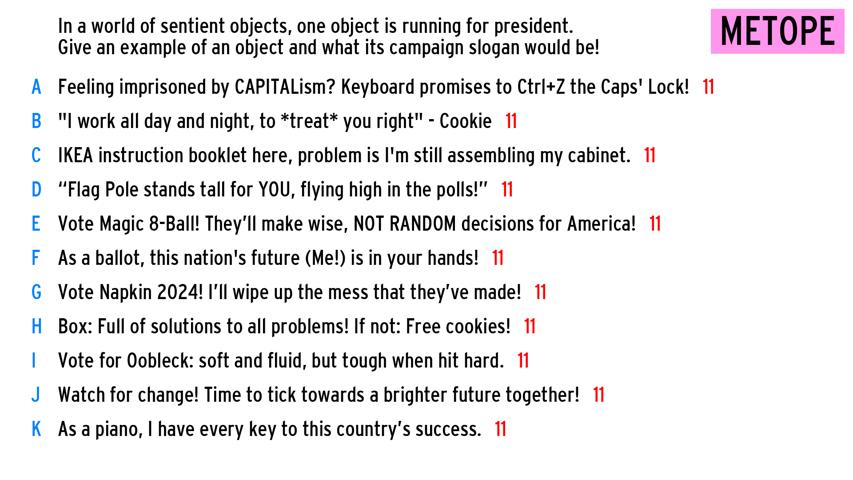 In a world of sentient objects, one object is running for president.
Give an example of an object and what its campaign slogan would be!
METOPE
A Feeling imprisoned by CAPITALism? Keyboard promises to Ctrl+Z the Caps' Lock! 11
B "I work all day and night, to *treat* you right" - Cookie 11
C IKEA instruction booklet here, problem is I'm still assembling my cabinet. 11
D “Flag Pole stands tall for YOU, flying high in the polls!” 11
E Vote Magic 8-Ball! They’ll make wise, NOT RANDOM decisions for America! 11
F As a ballot, this nation's future (Me!) is in your hands! 11
G Vote Napkin 2024! I’ll wipe up the mess that they’ve made! 11
H Box: Full of solutions to all problems! If not: Free cookies! 11
I Vote for Oobleck: soft and fluid, but tough when hit hard. 11
J Watch for change! Time to tick towards a brighter future together! 11
K As a piano, I have every key to this country’s success. 11